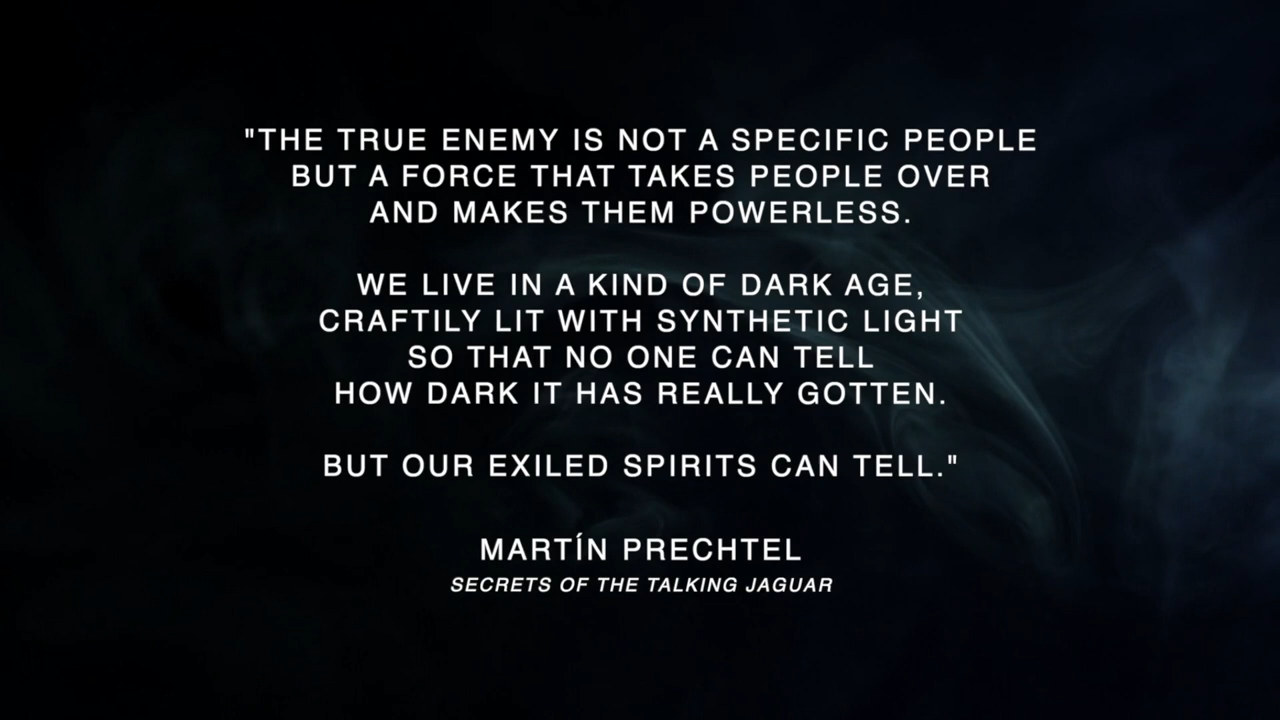 "THE TRUE ENEMY IS NOT A SPECIFIC PEOPLE
BUT A FORCE THAT TAKES PEOPLE OVER
AND MAKES THEM POWERLESS.
WE LIVE IN A KIND OF DARK AGE,
CRAFTILY LIT WITH SYNTHETIC LIGHT
SO THAT NO ONE CAN TELL
HOW DARK IT HAS REALLY GOTTEN.
BUT OUR EXILED SPIRITS CAN TELL."
MARTÍN PRECHTEL
SECRETS OF THE TALKING JAGUAR